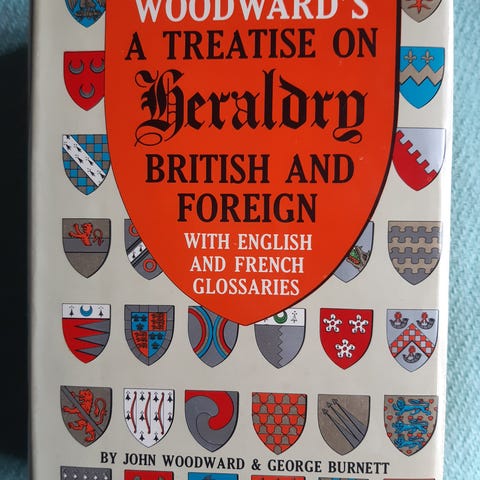 WOODWARD'S
A TREATISE ON
Heraldry
BRITISH AND
FOREIGN
WITH ENGLISH
AND FRENCH
GLOSSARIES
BY JOHN WOODWARD & GEORGE BURNETT